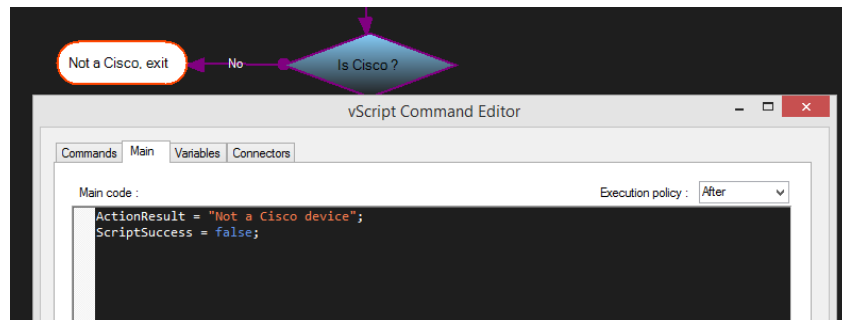 Not a Cisco, exit
No
Is Cisco ?
vScript Command Editor
Commands Main Variables Connectors
Main code :
Execution policy : After
ActionResult = "Not a Cisco device";
ScriptSuccess = false;